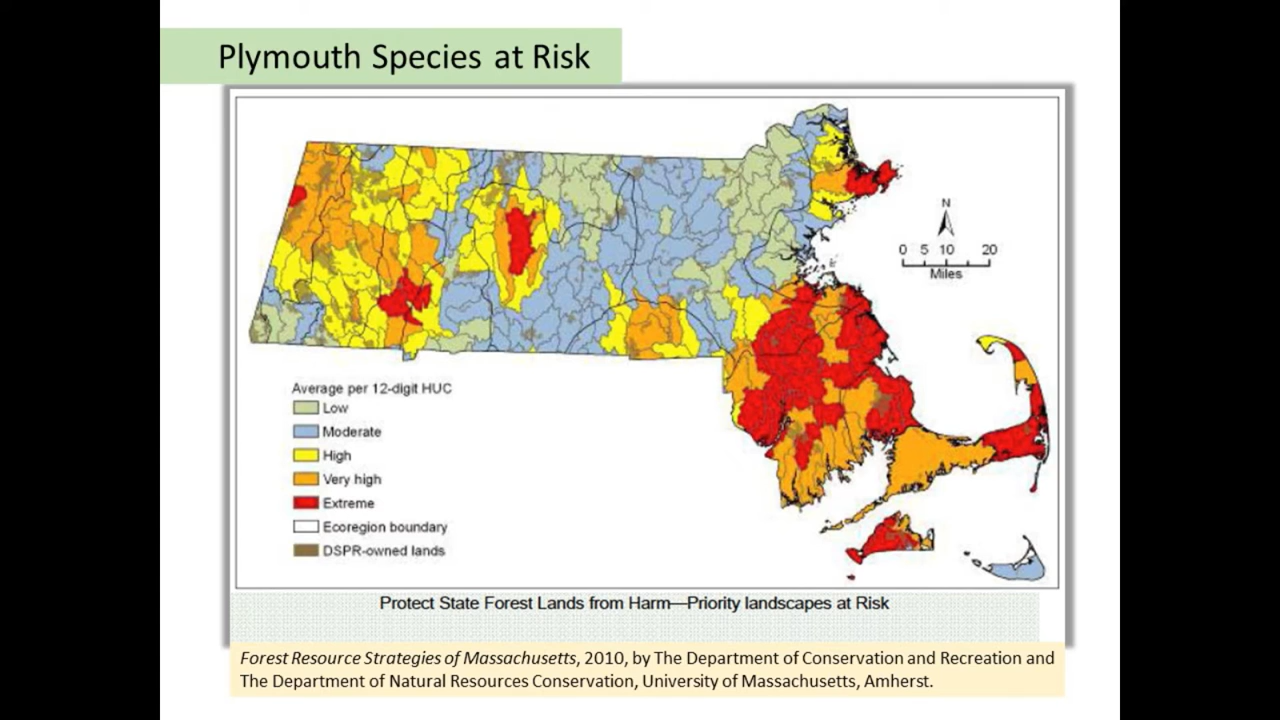 Plymouth Species at Risk
N
0 5 10 20
Miles
Average per 12-digit HUC
Low
Moderate
High
Very high
Extreme
Ecoregion boundary
DSPR-owned lands
Protect State Forest Lands from Harm—Priority landscapes at Risk
Forest Resource Strategies of Massachusetts, 2010, by The Department of Conservation and Recreation and
The Department of Natural Resources Conservation, University of Massachusetts, Amherst.